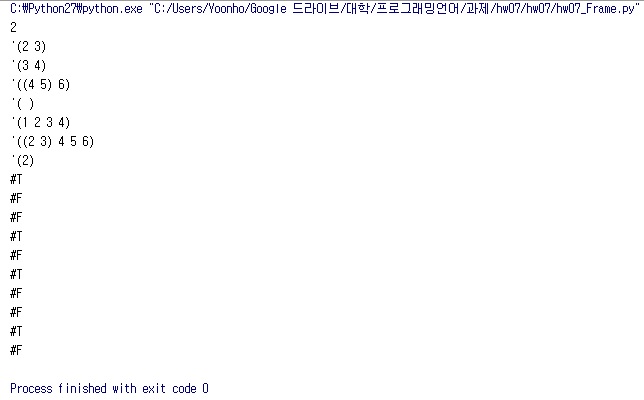 C:₩Python27₩python.exe "C:/Users/Yoonho/Google 드라이브/대학/프로그래밍언어/과제/hw07/hw07/hw07_Frame.py"
2
'(2 3)
'(3 4)
'((4 5) 6)
'( )
'(1 2 3 4)
'((2 3) 4 5 6)
'(2)
#T
#F
#F
#T
#F
#T
#F
#F
#T
#F
Process finished with exit code 0